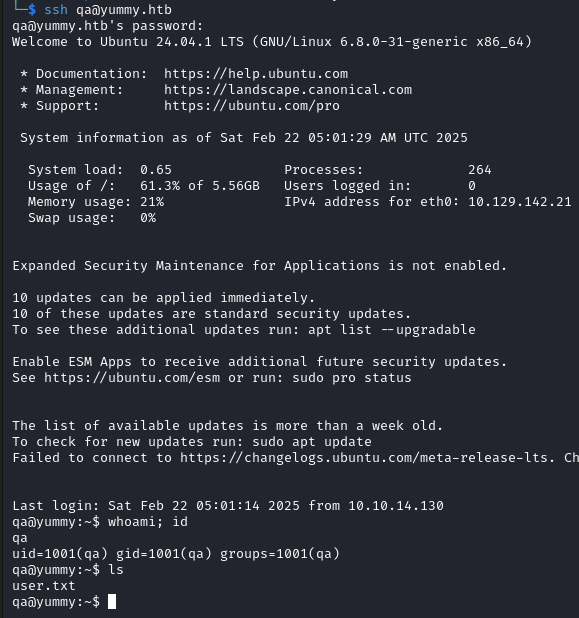 └─$ ssh qa@yummy.htb
qa@yummy.htb's password:
Welcome to Ubuntu 24.04.1 LTS (GNU/Linux 6.8.0-31-generic x86_64)
* Documentation:  https://help.ubuntu.com
* Management:     https://landscape.canonical.com
* Support:        https://ubuntu.com/pro
System information as of Sat Feb 22 05:01:29 AM UTC 2025
System load:  0.65              Processes:             264
Usage of /:   61.3% of 5.56GB   Users logged in:       0
Memory usage: 21%               IPv4 address for eth0: 10.129.142.21
Swap usage:   0%
Expanded Security Maintenance for Applications is not enabled.
10 updates can be applied immediately.
10 of these updates are standard security updates.
To see these additional updates run: apt list --upgradable
Enable ESM Apps to receive additional future security updates.
See https://ubuntu.com/esm or run: sudo pro status
The list of available updates is more than a week old.
To check for new updates run: sudo apt update
Failed to connect to https://changelogs.ubuntu.com/meta-release-lts. Ch
Last login: Sat Feb 22 05:01:14 2025 from 10.10.14.130
qa@yummy:~$ whoami; id
qa
uid=1001(qa) gid=1001(qa) groups=1001(qa)
qa@yummy:~$ ls
user.txt
qa@yummy:~$